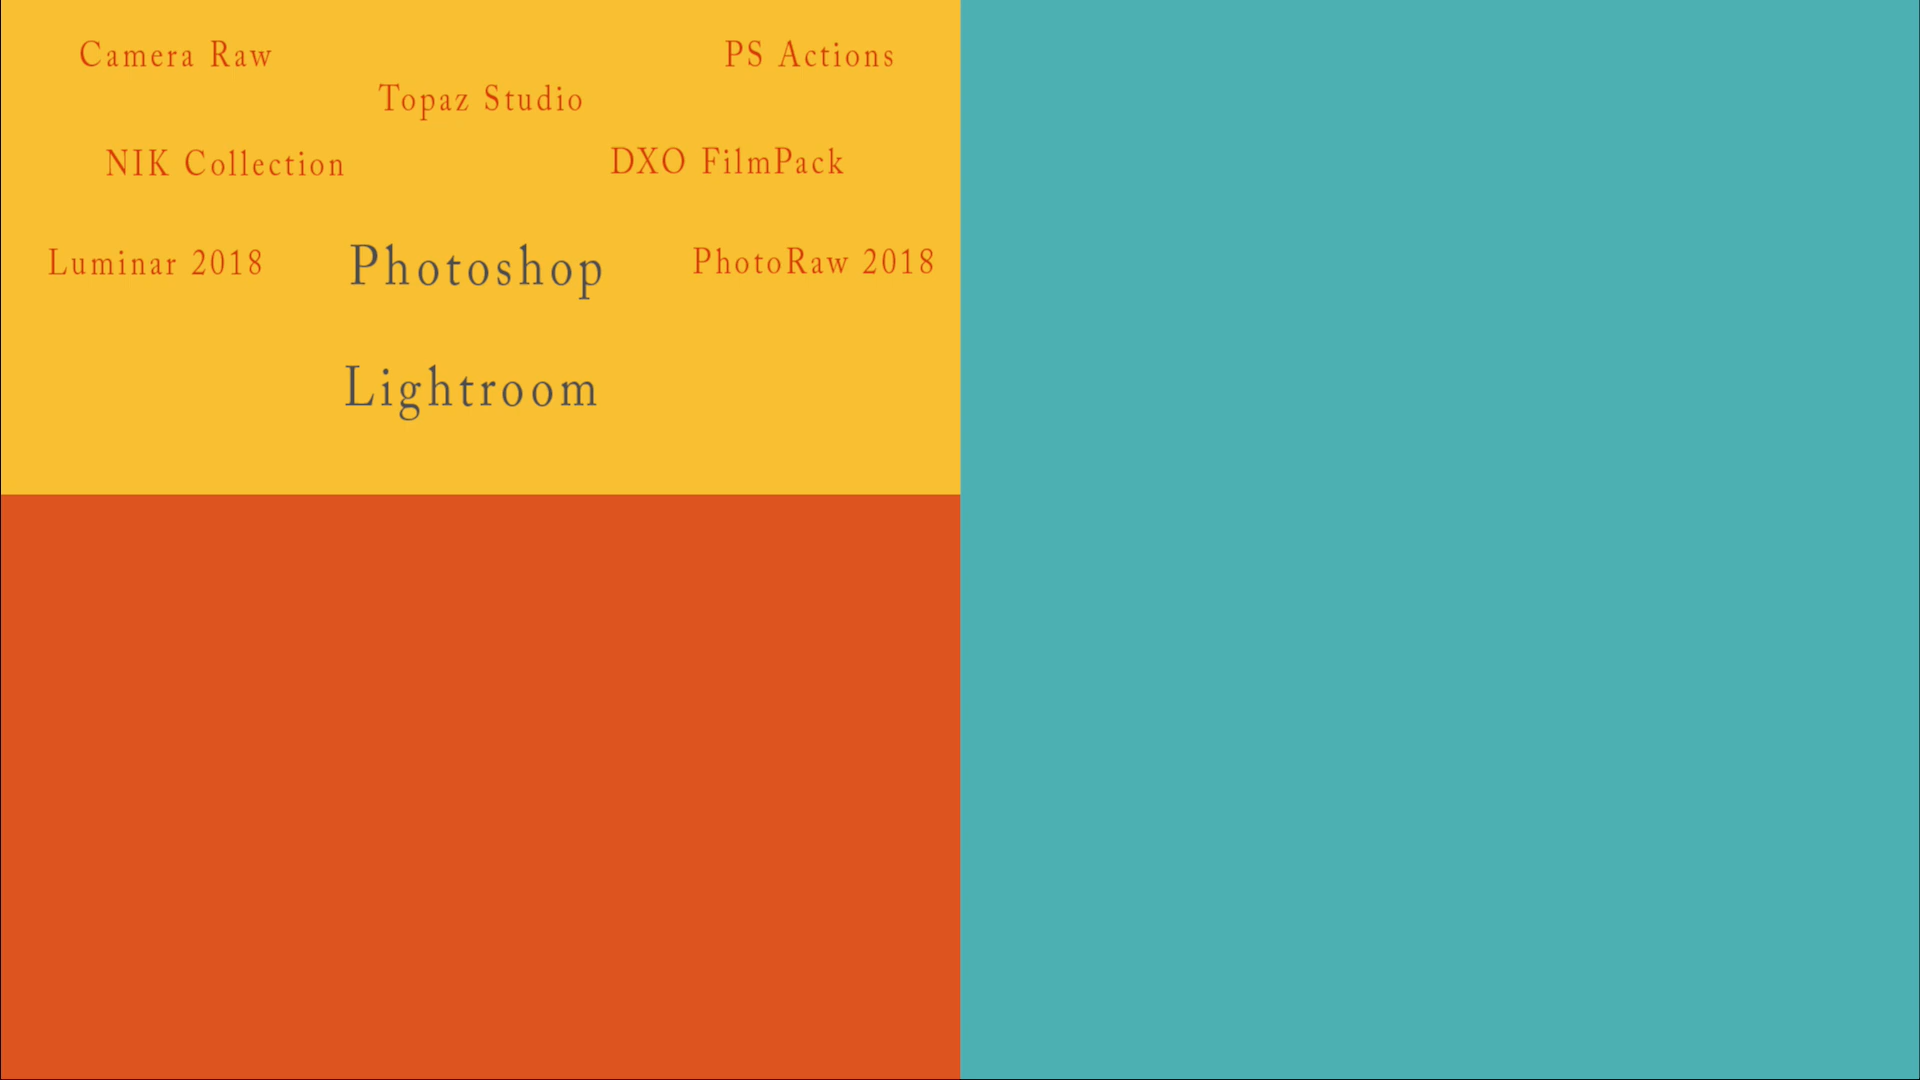 Camera Raw
PS Actions
Topaz Studio
NIK Collection
DXO FilmPack
Luminar 2018
Photoshop
PhotoRaw 2018
Lightroom